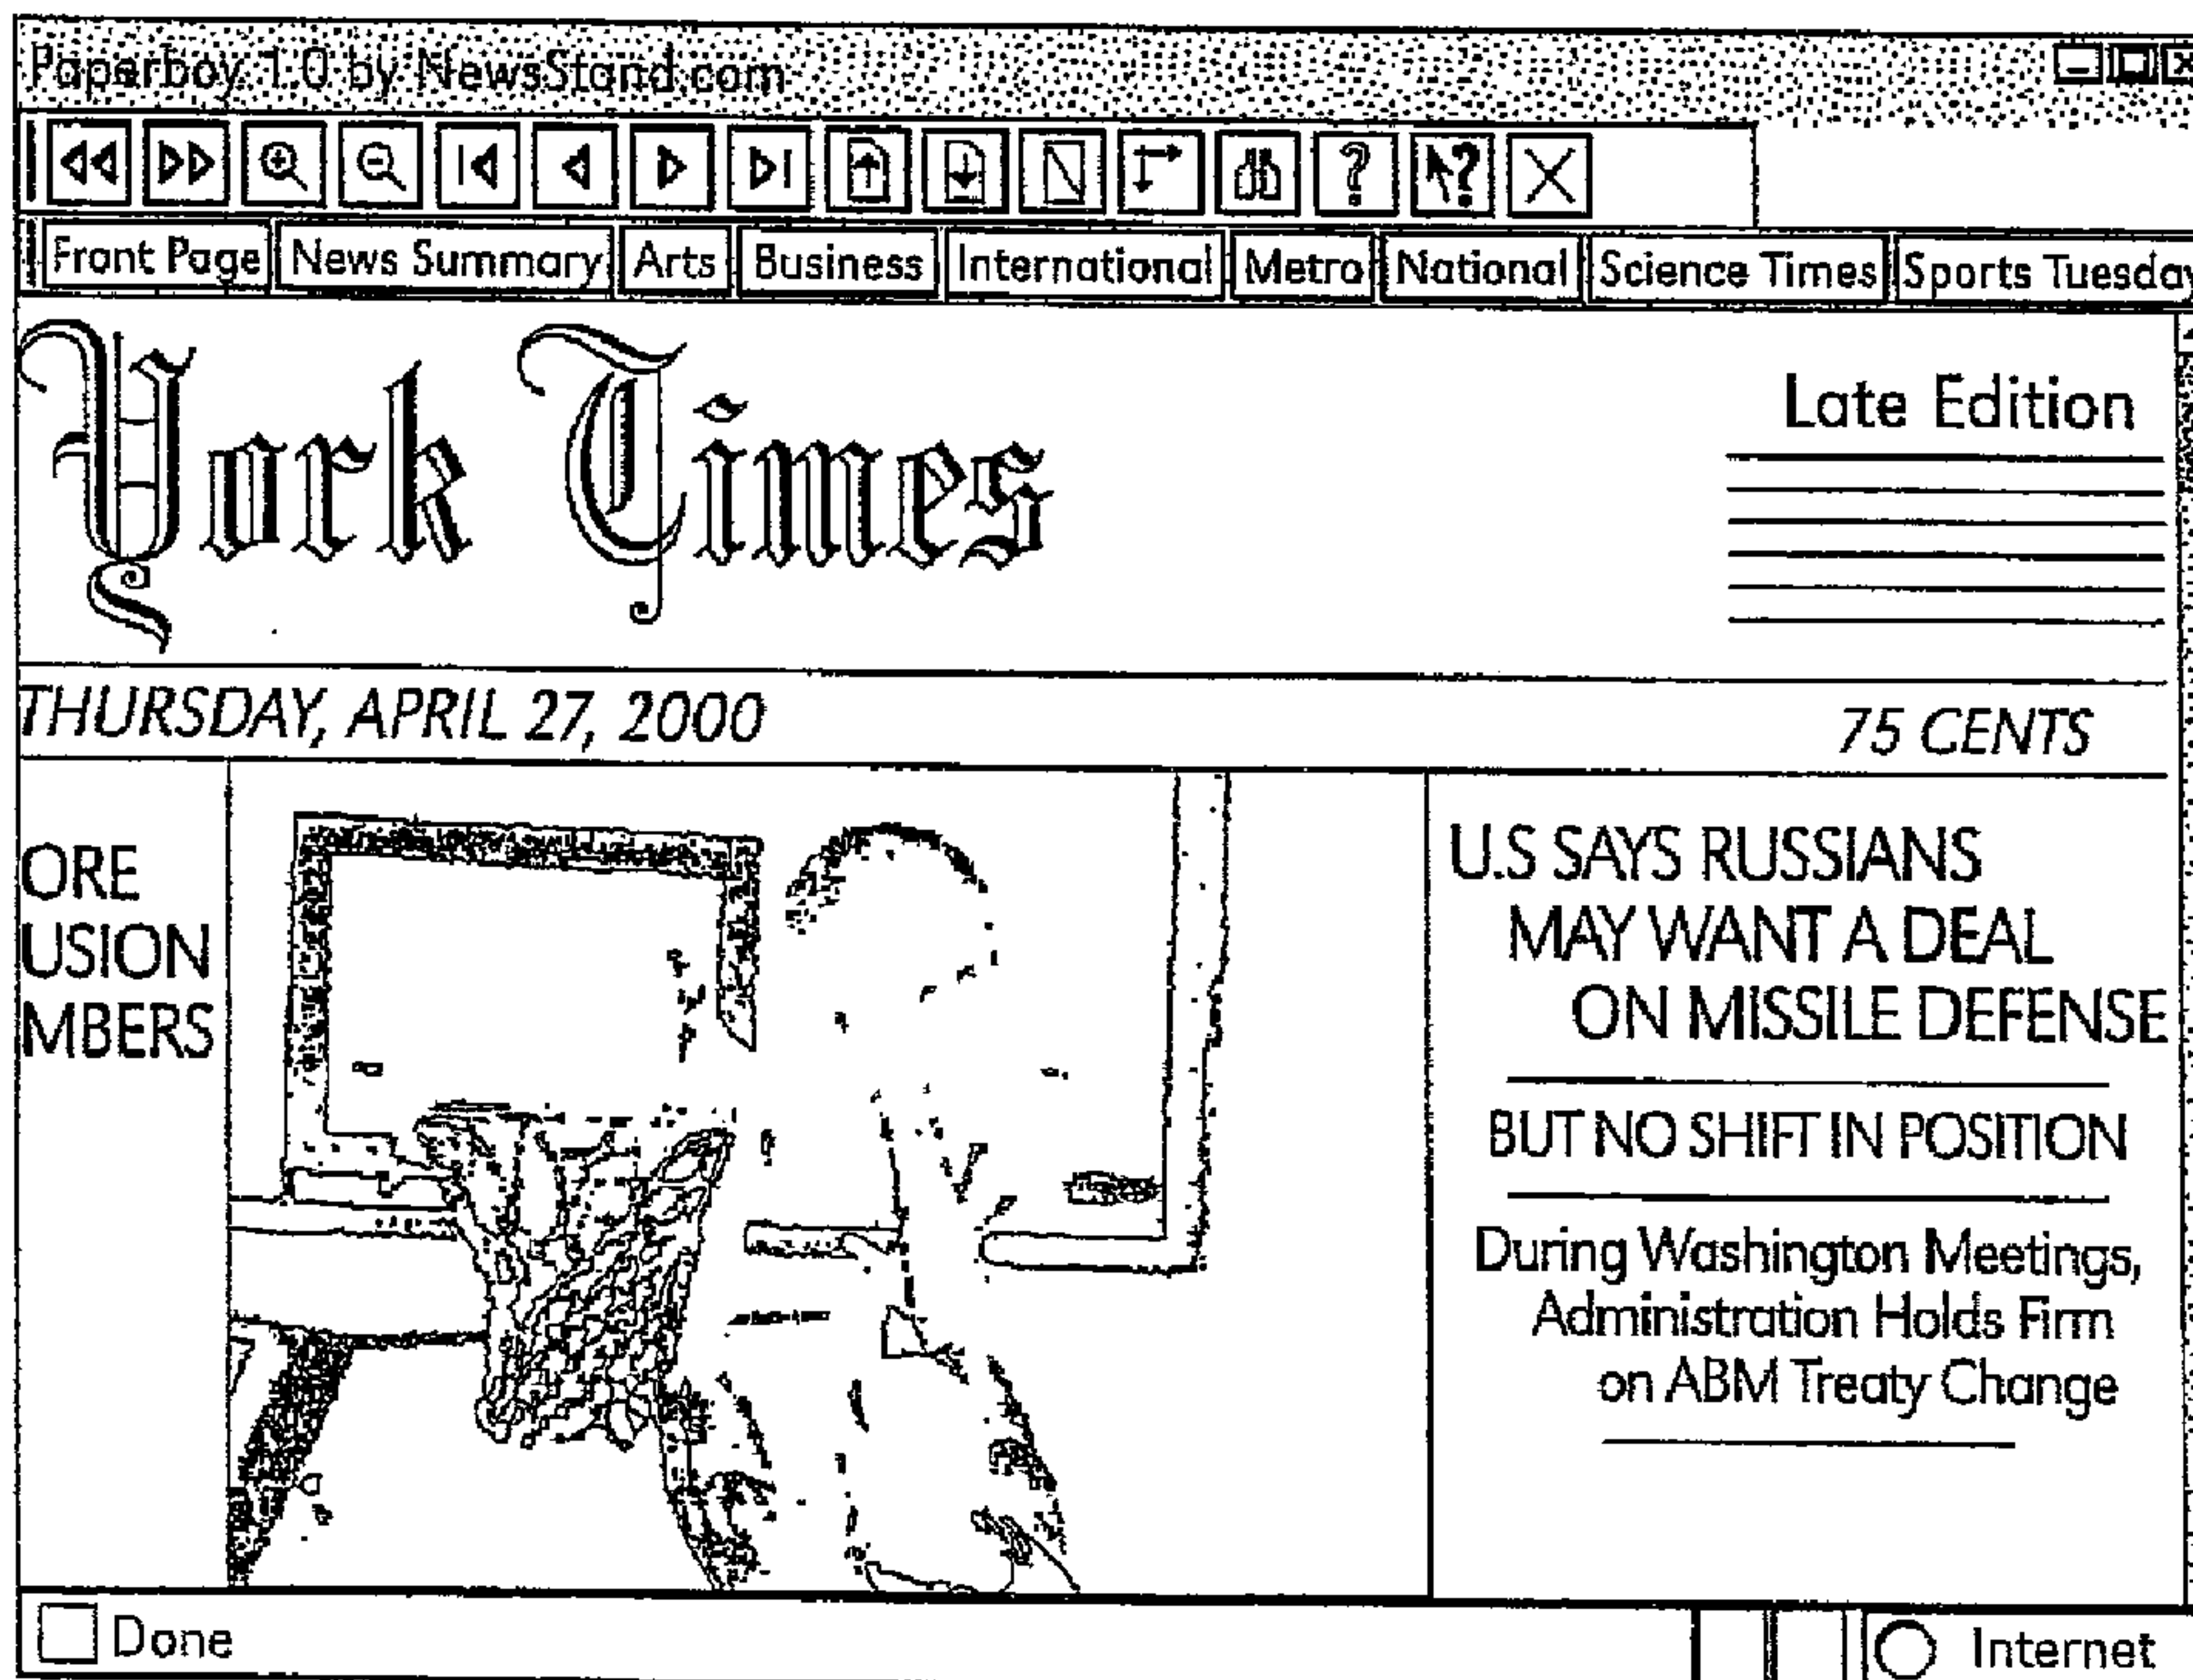 Paperboy 1.0 by NewsStand.com
Front Page News Summary Arts Business International Metro National Science Times Sports Tuesday
York Times
Late Edition
THURSDAY, APRIL 27, 2000
75 CENTS
ORE
USION
MBERS
U.S SAYS RUSSIANS
MAY WANT A DEAL
ON MISSILE DEFENSE
BUT NO SHIFT IN POSITION
During Washington Meetings,
Administration Holds Firm
on ABM Treaty Change
Done
Internet